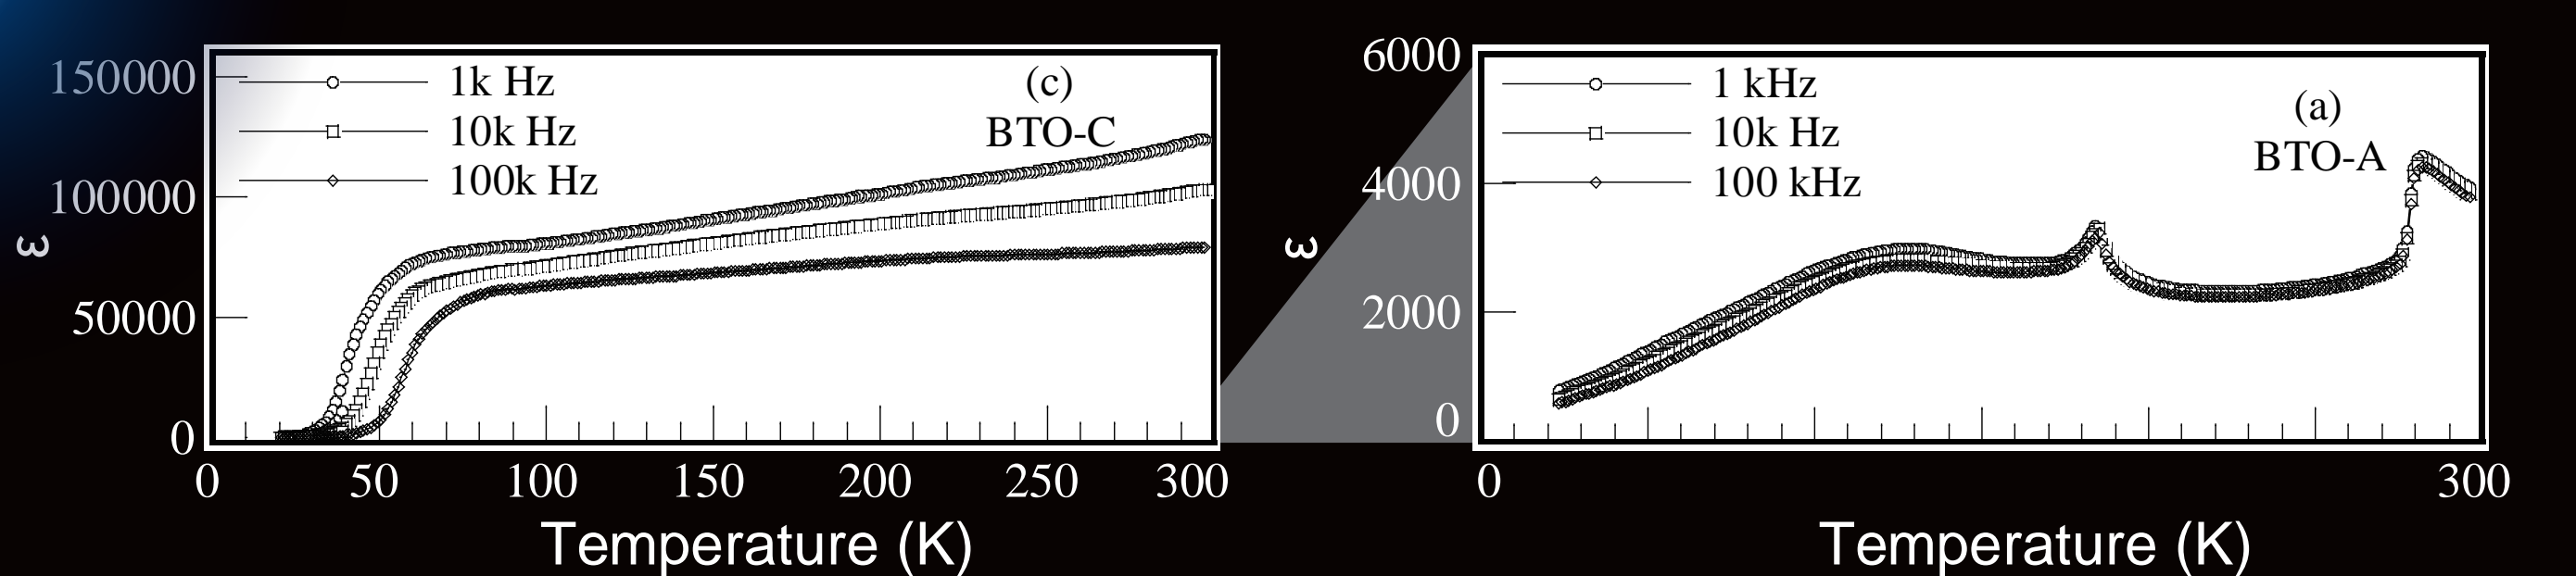 150000
100000
50000
0
ε
1k Hz
10k Hz
100k Hz
(c)
BTO-C
0 50 100 150 200 250 300
Temperature (K)
6000
4000
2000
0
ε
1 kHz
10k Hz
100 kHz
(a)
BTO-A
0 300
Temperature (K)